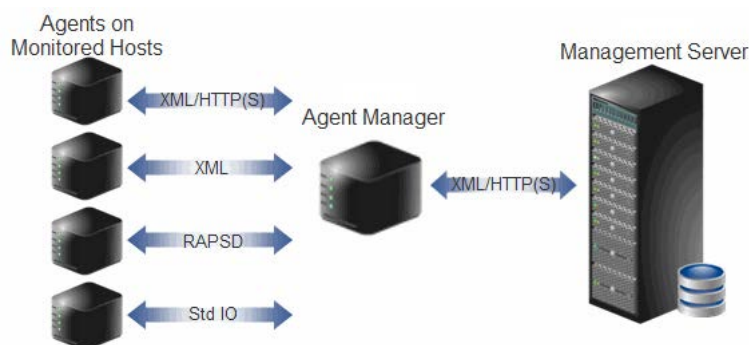 Agents on
Monitored Hosts
XML/HTTP(S)
XML
RAPSD
Std IO
Agent Manager
XML/HTTP(S)
Management Server